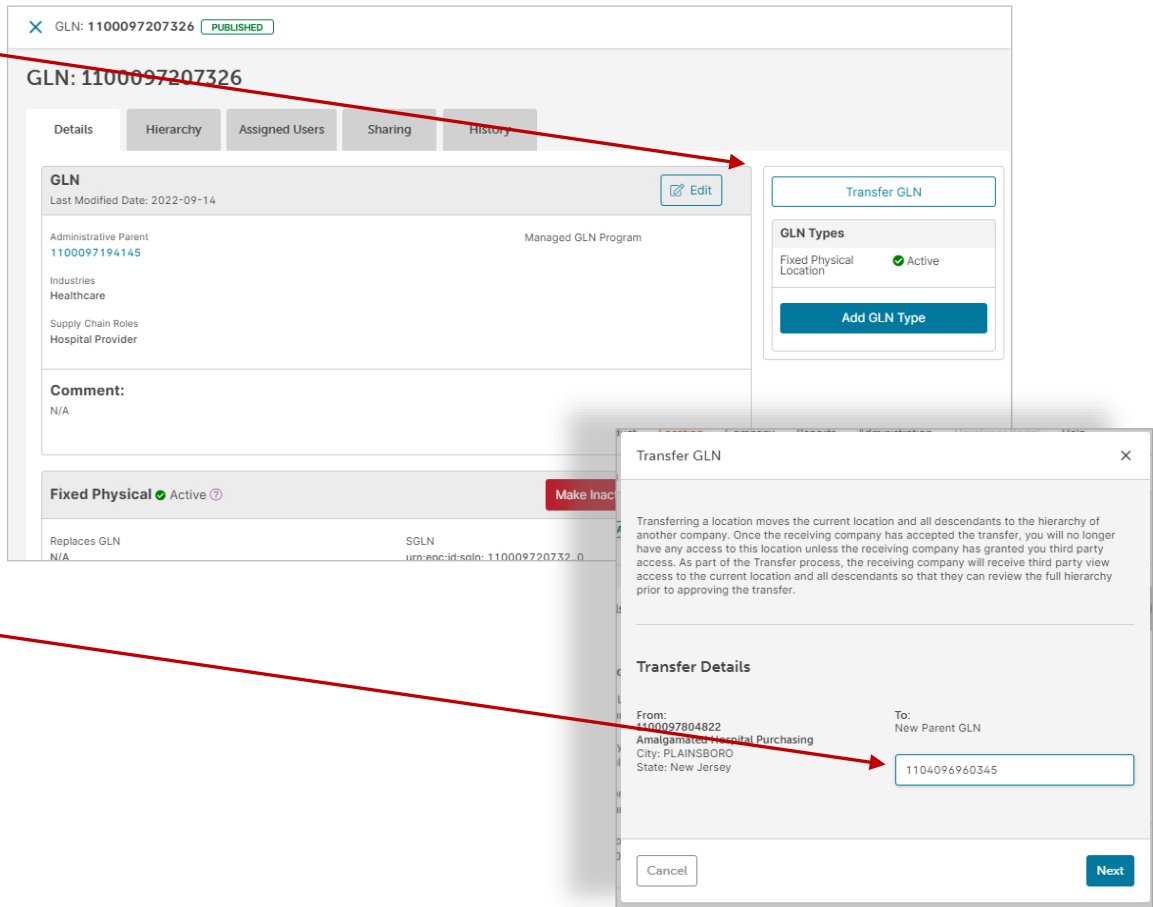 GLN: 1100097207326 PUBLISHED
GLN: 1100097207326
Details Hierarchy Assigned Users Sharing History
GLN
Last Modified Date: 2022-09-14
Edit
Administrative Parent
1100097194145
Managed GLN Program
Industries
Healthcare
Supply Chain Roles
Hospital Provider
Comment:
N/A
Transfer GLN
GLN Types
Fixed Physical
Location
Active
Add GLN Type
Fixed Physical Active
Make Inac
Replaces GLN
N/A
SGLN
urn:epc:id:sgln: 110009720732..0
Transfer GLN
Transferring a location moves the current location and all descendants to the hierarchy of
another company. Once the receiving company has accepted the transfer, you will no longer
have any access to this location unless the receiving company has granted you third party
access. As part of the Transfer process, the receiving company will receive third party view
access to the current location and all descendants so that they can review the full hierarchy
prior to approving the transfer.
Transfer Details
From:
1100097804822
Amalgamated Hospital Purchasing
City: PLAINSBORO
State: New Jersey
To:
New Parent GLN
1104096960345
Cancel
Next